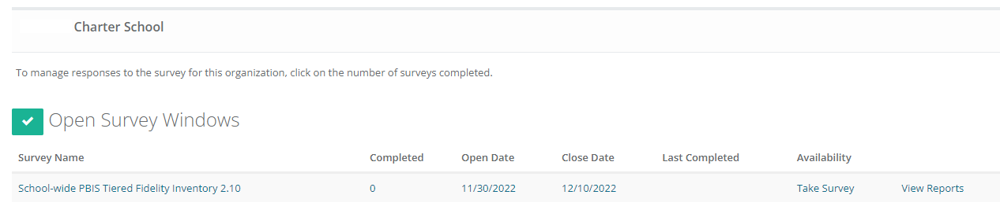 Charter School
To manage responses to the survey for this organization, click on the number of surveys completed.
Open Survey Windows
Survey Name Completed Open Date Close Date Last Completed Availability
School-wide PBIS Tiered Fidelity Inventory 2.10 0 11/30/2022 12/10/2022 Take Survey View Reports